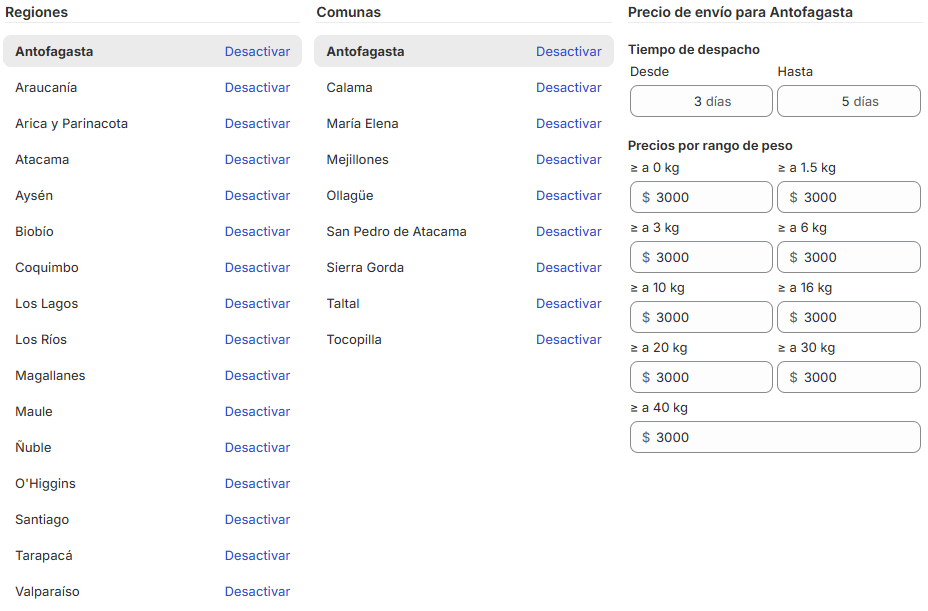 Regiones
Antofagasta Desactivar
Araucanía Desactivar
Arica y Parinacota Desactivar
Atacama Desactivar
Aysén Desactivar
Biobío Desactivar
Coquimbo Desactivar
Los Lagos Desactivar
Los Ríos Desactivar
Magallanes Desactivar
Maule Desactivar
Ñuble Desactivar
O'Higgins Desactivar
Santiago Desactivar
Tarapacá Desactivar
Valparaíso Desactivar
Comunas
Antofagasta Desactivar
Calama Desactivar
María Elena Desactivar
Mejillones Desactivar
Ollagüe Desactivar
San Pedro de Atacama Desactivar
Sierra Gorda Desactivar
Taltal Desactivar
Tocopilla Desactivar
Precio de envío para Antofagasta
Tiempo de despacho
Desde Hasta
3 días 5 días
Precios por rango de peso
≥ a 0 kg ≥ a 1.5 kg
$ 3000 $ 3000
≥ a 3 kg ≥ a 6 kg
$ 3000 $ 3000
≥ a 10 kg ≥ a 16 kg
$ 3000 $ 3000
≥ a 20 kg ≥ a 30 kg
$ 3000 $ 3000
≥ a 40 kg
$ 3000